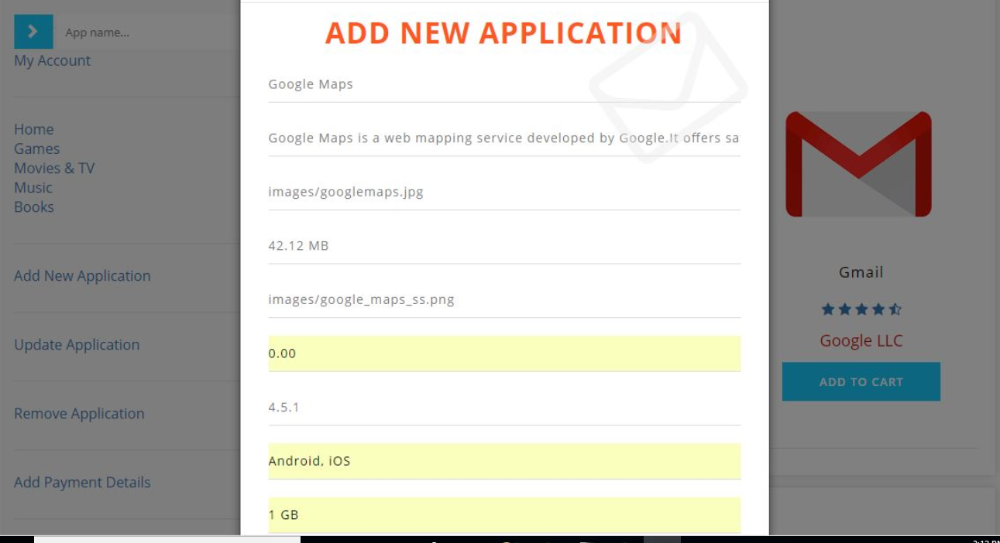 App name...
My Account
Home
Games
Movies & TV
Music
Books
Add New Application
Update Application
Remove Application
Add Payment Details
ADD NEW APPLICATION
Google Maps
Google Maps is a web mapping service developed by Google.It offers sa
images/googlemaps.jpg
42.12 MB
images/google_maps_ss.png
0.00
4.5.1
Android, iOS
1 GB
Gmail
Google LLC
ADD TO CART